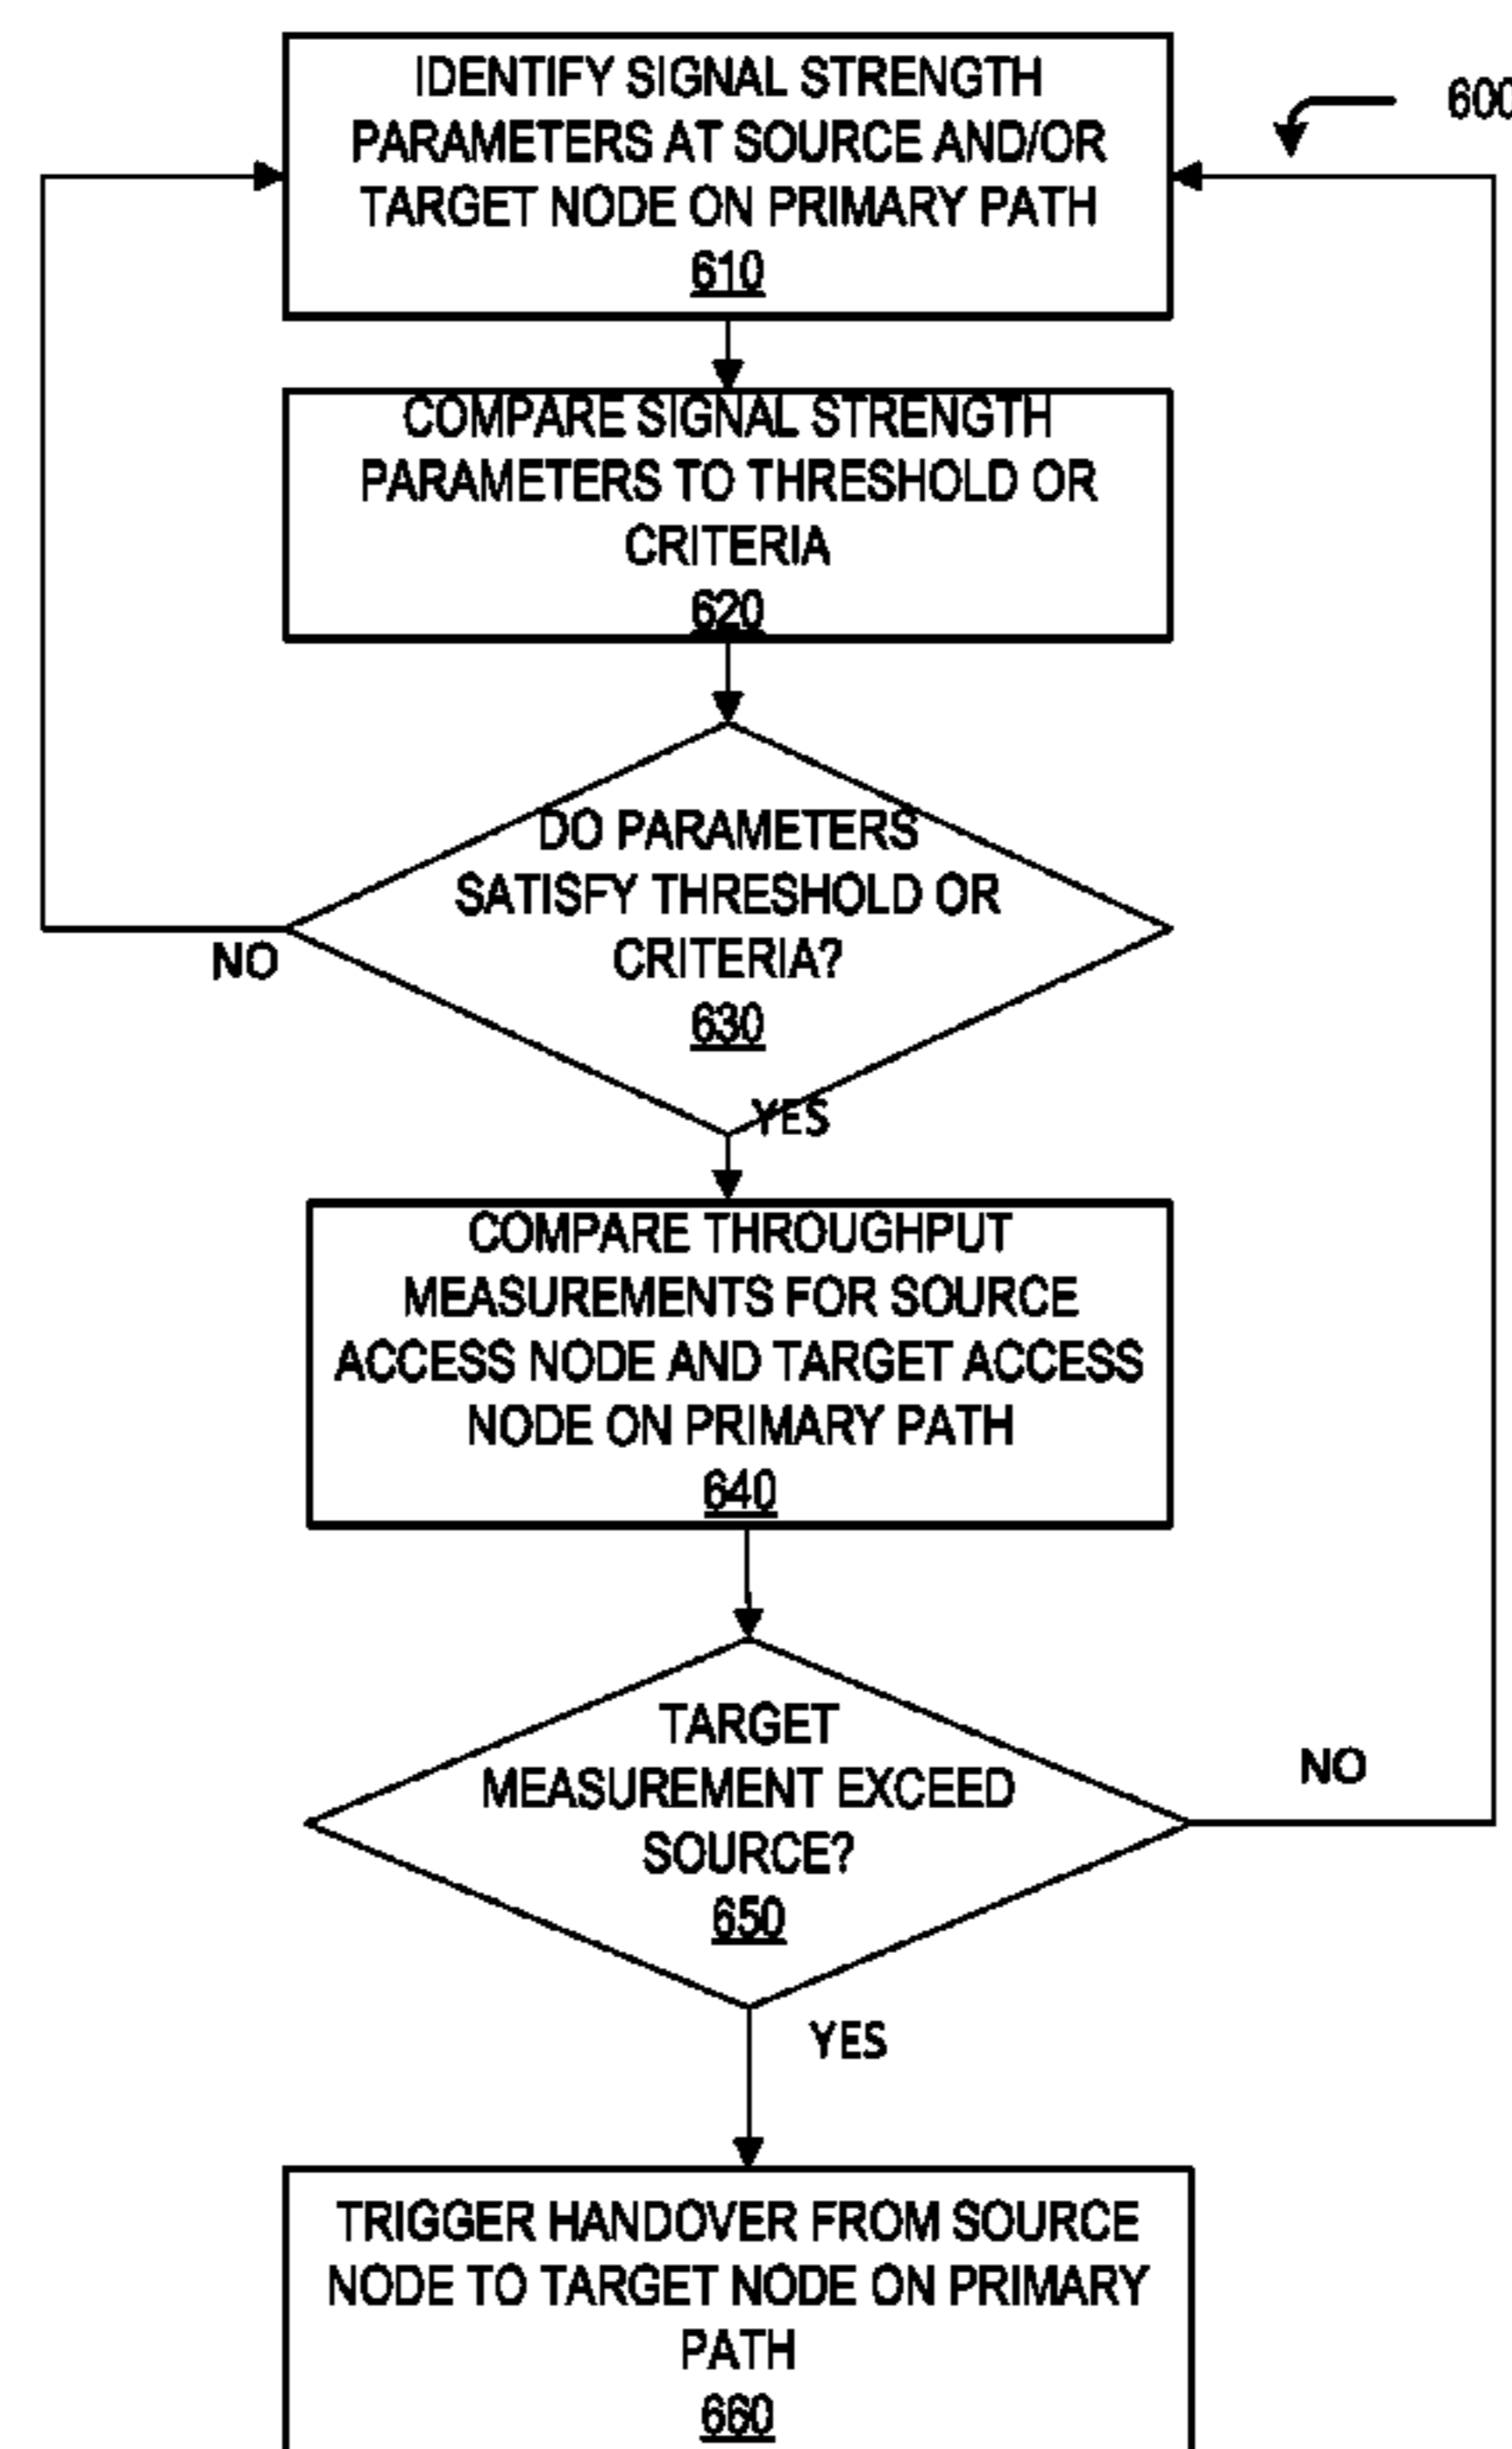 IDENTIFY SIGNAL STRENGTH
PARAMETERS AT SOURCE AND/OR
TARGET NODE ON PRIMARY PATH
610
600
COMPARE SIGNAL STRENGTH
PARAMETERS TO THRESHOLD OR
CRITERIA
620
DO PARAMETERS
SATISFY THRESHOLD OR
CRITERIA?
630
NO
YES
COMPARE THROUGHPUT
MEASUREMENTS FOR SOURCE
ACCESS NODE AND TARGET ACCESS
NODE ON PRIMARY PATH
640
TARGET
MEASUREMENT EXCEED
SOURCE?
650
NO
YES
TRIGGER HANDOVER FROM SOURCE
NODE TO TARGET NODE ON PRIMARY
PATH
660